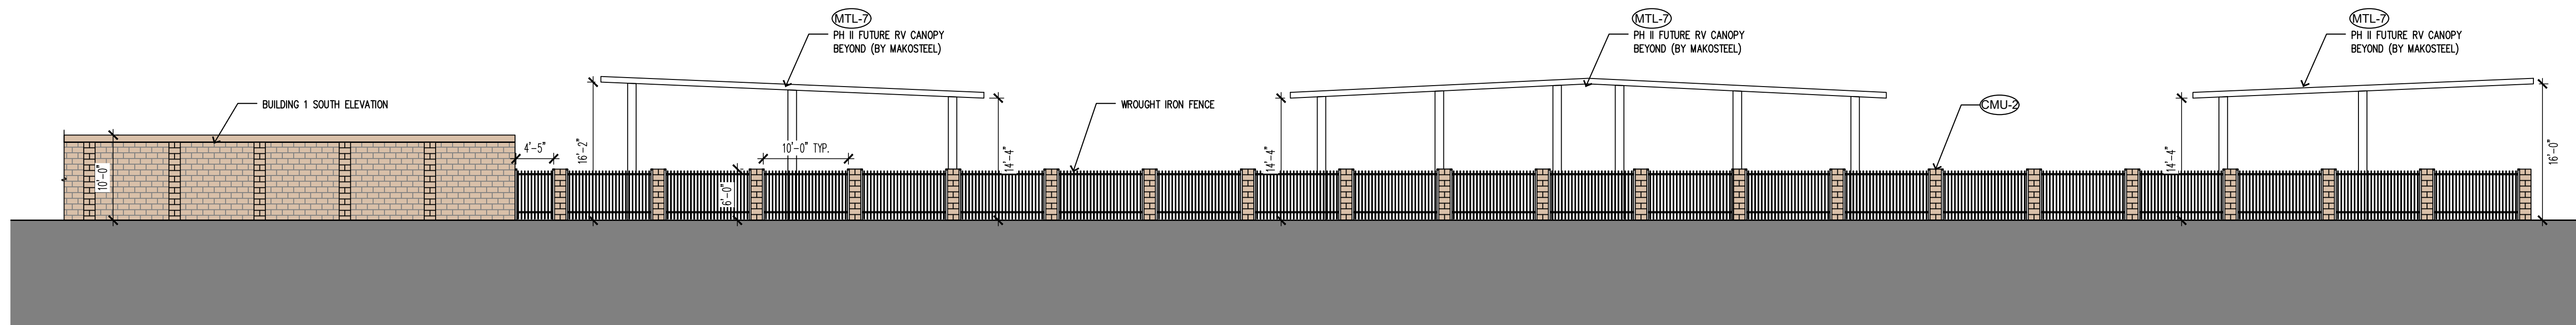 MTL-7
PH II FUTURE RV CANOPY
BEYOND (BY MAKOSTEEL)
MTL-7
PH II FUTURE RV CANOPY
BEYOND (BY MAKOSTEEL)
MTL-7
PH II FUTURE RV CANOPY
BEYOND (BY MAKOSTEEL)
BUILDING 1 SOUTH ELEVATION
WROUGHT IRON FENCE
CMU-2
10'-0"
4'-5"
16'-2"
6'-0"
10'-0" TYP.
14'-4"
14'-4"
14'-4"
16'-0"